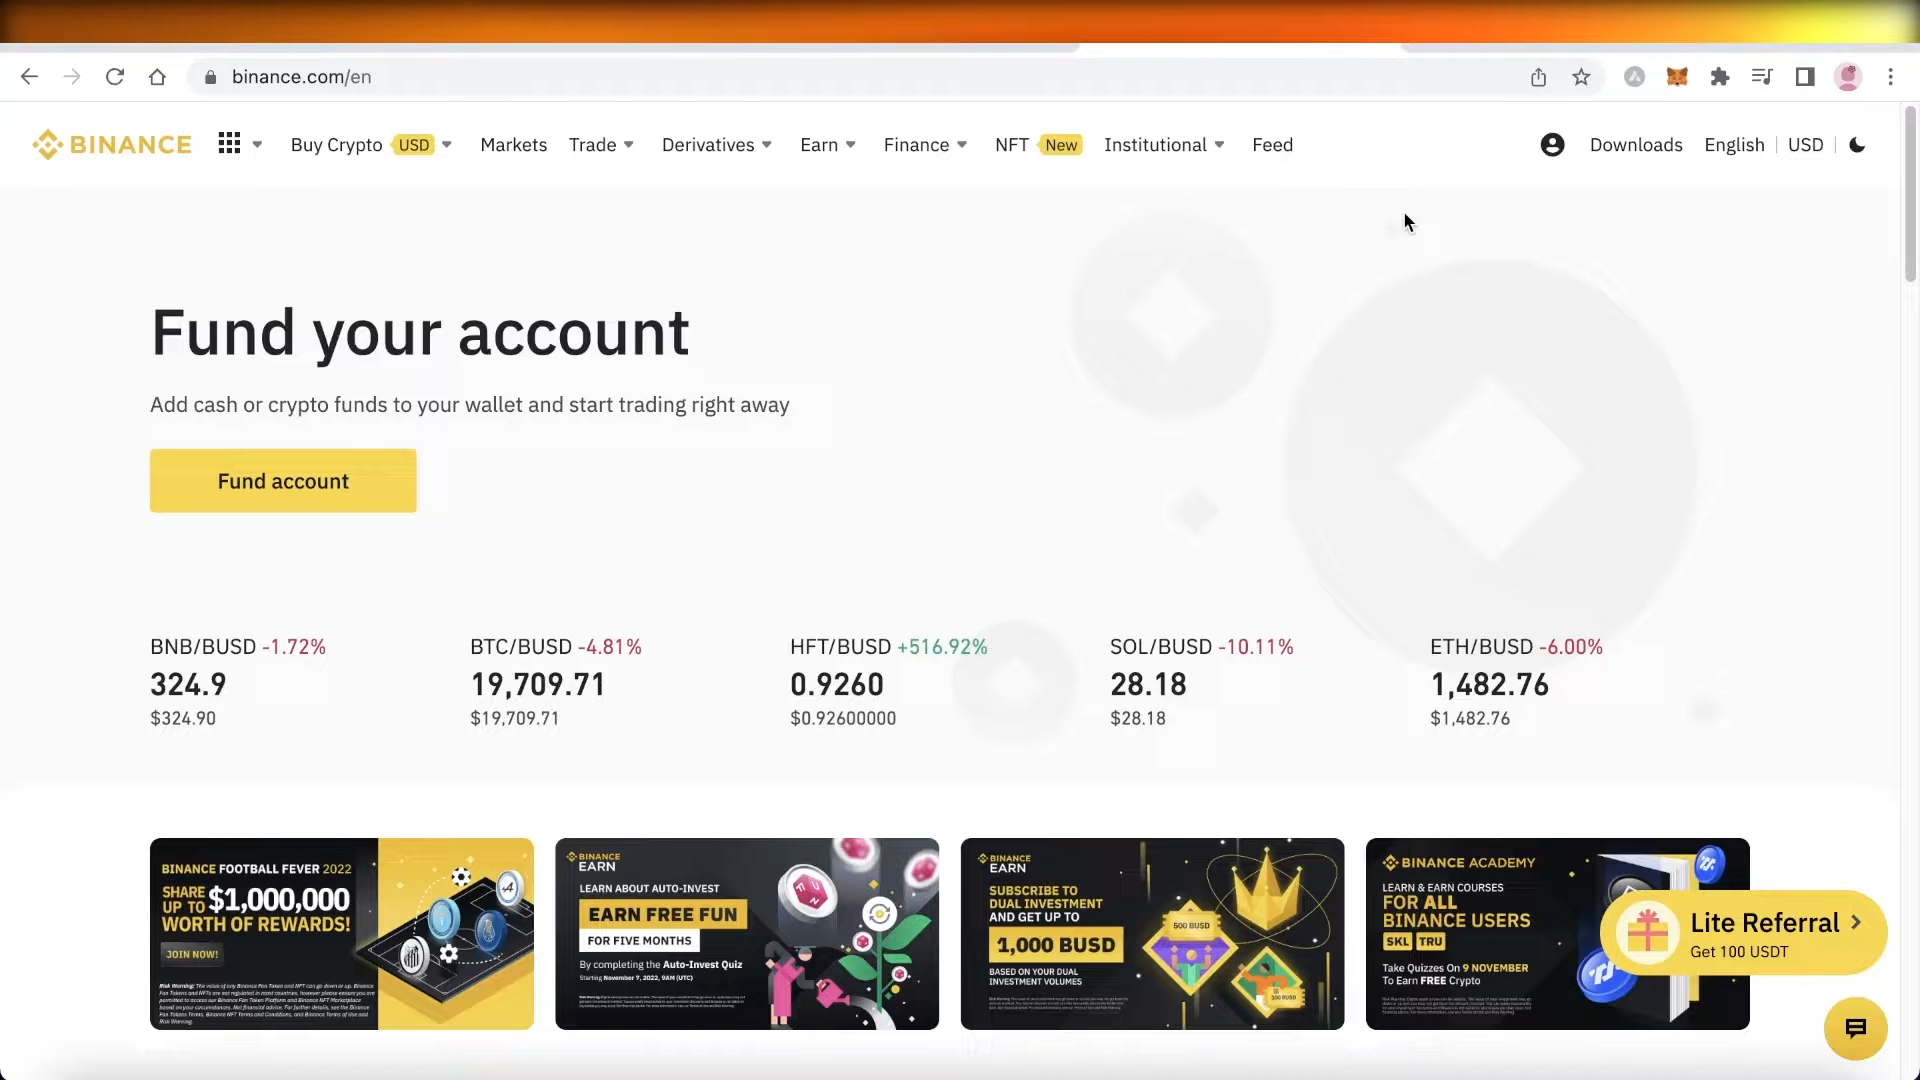 binance.com/en
BINANCE
Buy Crypto USD
Markets
Trade
Derivatives
Earn
Finance
NFT New
Institutional
Feed
Downloads
English
USD
Fund your account
Add cash or crypto funds to your wallet and start trading right away
Fund account
BNB/BUSD -1.72%
324.9
$324.90
BTC/BUSD -4.81%
19,709.71
$19,709.71
HFT/BUSD +516.92%
0.9260
$0.92600000
SOL/BUSD -10.11%
28.18
$28.18
ETH/BUSD -6.00%
1,482.76
$1,482.76
BINANCE FOOTBALL FEVER 2022
SHARE UP TO $1,000,000
WORTH OF REWARDS!
JOIN NOW!
BINANCE
EARN
LEARN ABOUT AUTO-INVEST
EARN FREE FUN
FOR FIVE MONTHS
By completing the Auto-Invest Quiz
Starting November 7, 2022, 9AM (UTC)
BINANCE
EARN
SUBSCRIBE TO
DUAL INVESTMENT
AND GET UP TO
1,000 BUSD
BASED ON YOUR DUAL
INVESTMENT VOLUMES
500 BUSD
100 BUSD
BINANCE ACADEMY
LEARN & EARN COURSES
FOR ALL
BINANCE USERS
SKL TRU
Take Quizzes On 9 NOVEMBER
To Earn FREE Crypto
Lite Referral
Get 100 USDT